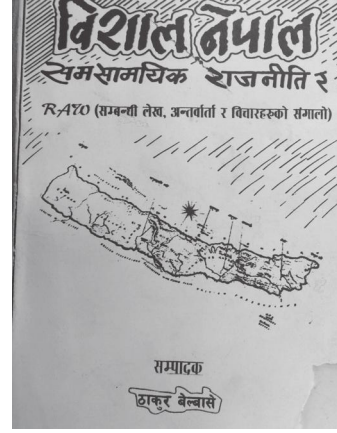 विशाल नेपाल
समसामयिक राजनीति र
RAW (सम्बन्धी लेख, अन्तर्वार्ता र विचारहरुको संगालो)
सम्पादक
ठाकुर बेल्बासे